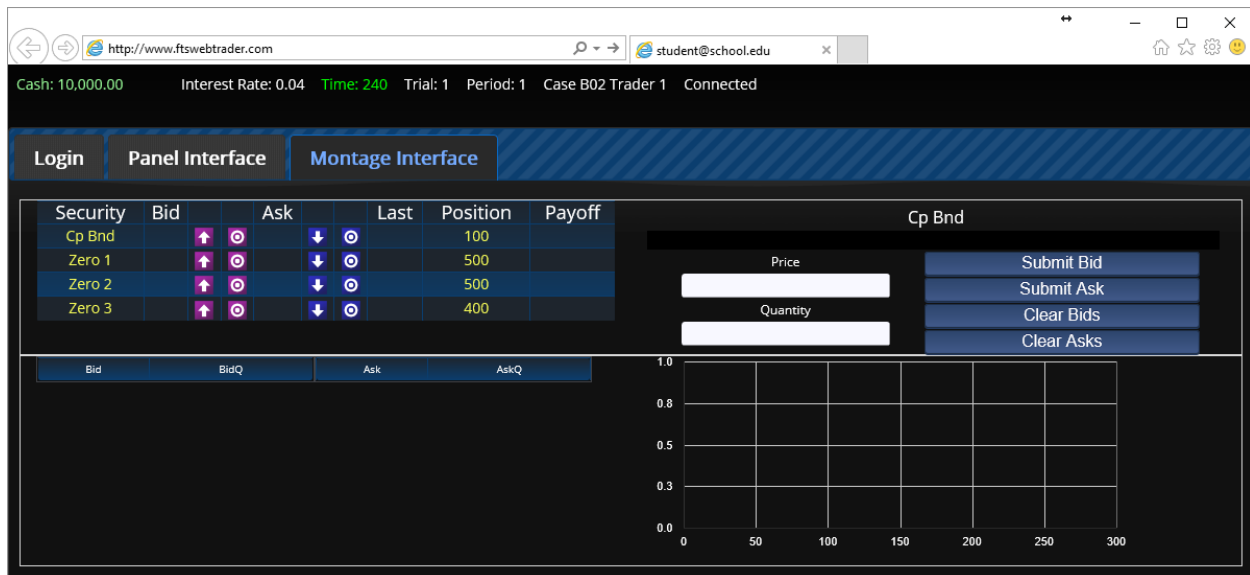 http://www.ftswebtrader.com
student@school.edu
Cash: 10,000.00 Interest Rate: 0.04 Time: 240 Trial: 1 Period: 1 Case B02 Trader 1 Connected
Login Panel Interface Montage Interface
Security Bid Ask Last Position Payoff
Cp Bnd 100
Zero 1 500
Zero 2 500
Zero 3 400
Cp Bnd
Price
Quantity
Submit Bid
Submit Ask
Clear Bids
Clear Asks
Bid BidQ Ask AskQ
1.0
0.8
0.5
0.3
0.0
0 50 100 150 200 250 300